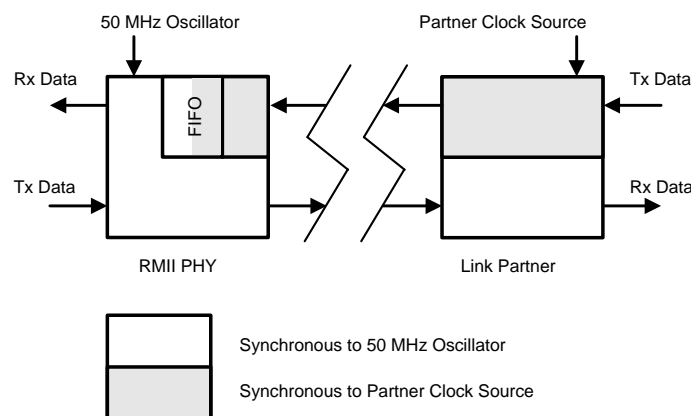 50 MHz Oscillator
Partner Clock Source
Rx Data
FIFO
Tx Data
Tx Data
Rx Data
RMII PHY
Link Partner
Synchronous to 50 MHz Oscillator
Synchronous to Partner Clock Source